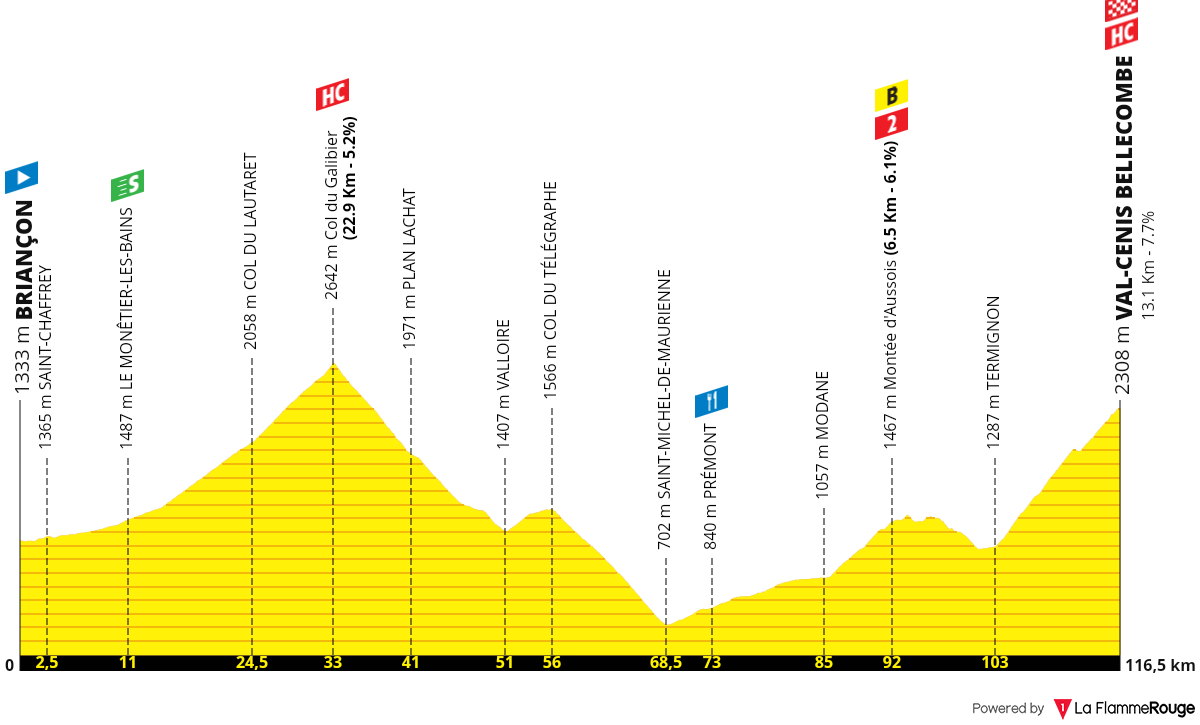 1333 m BRIANÇON
1365 m SAINT-CHAFFREY
S
1487 m LE MONÊTIER-LES-BAINS
2058 m COL DU LAUTARET
HC
2642 m Col du Galibier
(22.9 Km - 5.2%)
1971 m PLAN LACHAT
1407 m VALLOIRE
1566 m COL DU TÉLÉGRAPHE
702 m SAINT-MICHEL-DE-MAURIENNE
840 m PRÉMONT
1057 m MODANE
B
2
1467 m Montée d'Aussois (6.5 Km - 6.1%)
1287 m TERMIGNON
HC
2308 m VAL-CENIS BELLECOMBE
13.1 Km - 7.7%
0 2,5 11 24,5 33 41 51 56 68,5 73 85 92 103 116,5 km
Powered by 1 La FlammeRouge